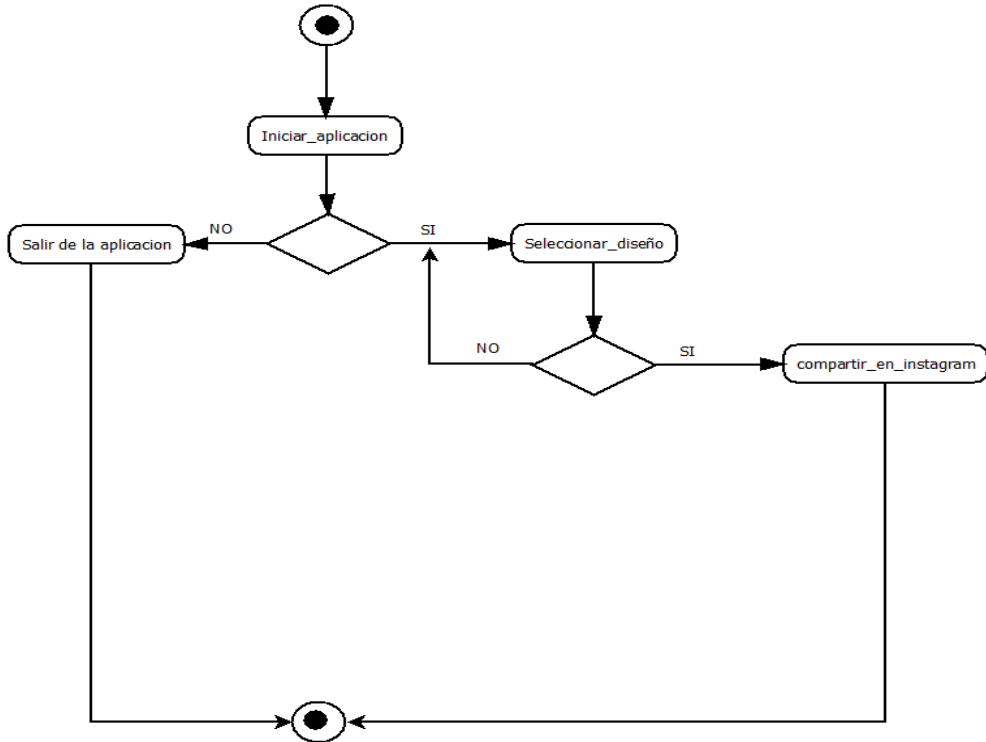 Iniciar_aplicacion
NO
SI
Salir de la aplicacion
Seleccionar_diseño
NO
SI
compartir_en_instagram